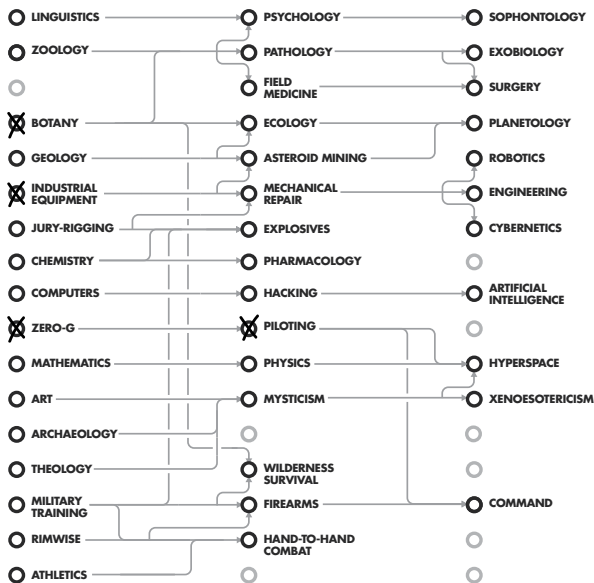 LINGUISTICS
PSYCHOLOGY
SOPHONTOLOGY
ZOOLOGY
PATHOLOGY
EXOBIOLOGY
FIELD
MEDICINE
SURGERY
BOTANY
ECOLOGY
PLANETOLOGY
GEOLOGY
ASTEROID MINING
ROBOTICS
INDUSTRIAL
EQUIPMENT
MECHANICAL
REPAIR
ENGINEERING
JURY-RIGGING
EXPLOSIVES
CYBERNETICS
CHEMISTRY
PHARMACOLOGY
COMPUTERS
HACKING
ARTIFICIAL
INTELLIGENCE
ZERO-G
PILOTING
MATHEMATICS
PHYSICS
HYPERSPACE
ART
MYSTICISM
XENOESOTERICISM
ARCHAEOLOGY
THEOLOGY
WILDERNESS
SURVIVAL
MILITARY
TRAINING
FIREARMS
COMMAND
RIMWISE
HAND-TO-HAND
COMBAT
ATHLETICS